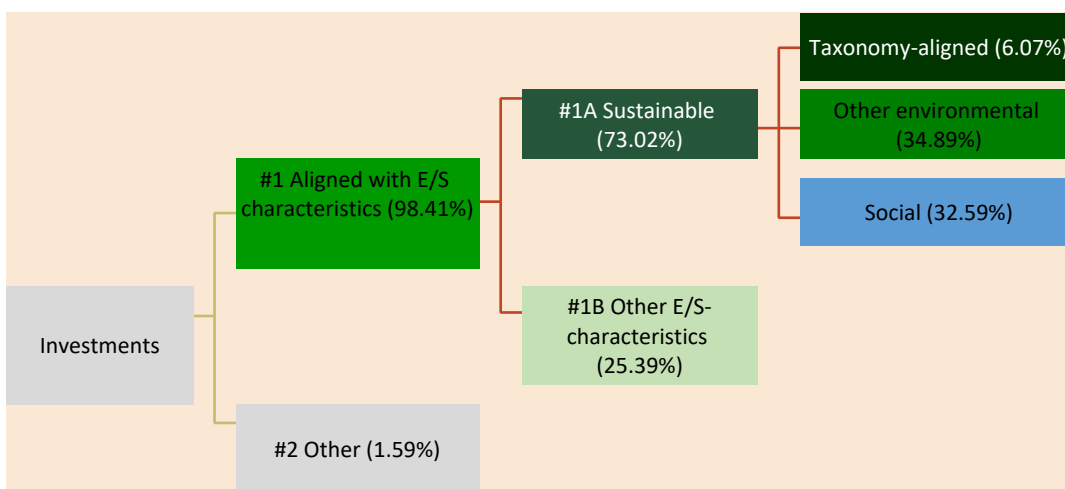 Taxonomy-aligned (6.07%)
#1A Sustainable
(73.02%)
Other environmental
(34.89%)
#1 Aligned with E/S
characteristics (98.41%)
Social (32.59%)
Investments
#1B Other E/S-
characteristics
(25.39%)
#2 Other (1.59%)